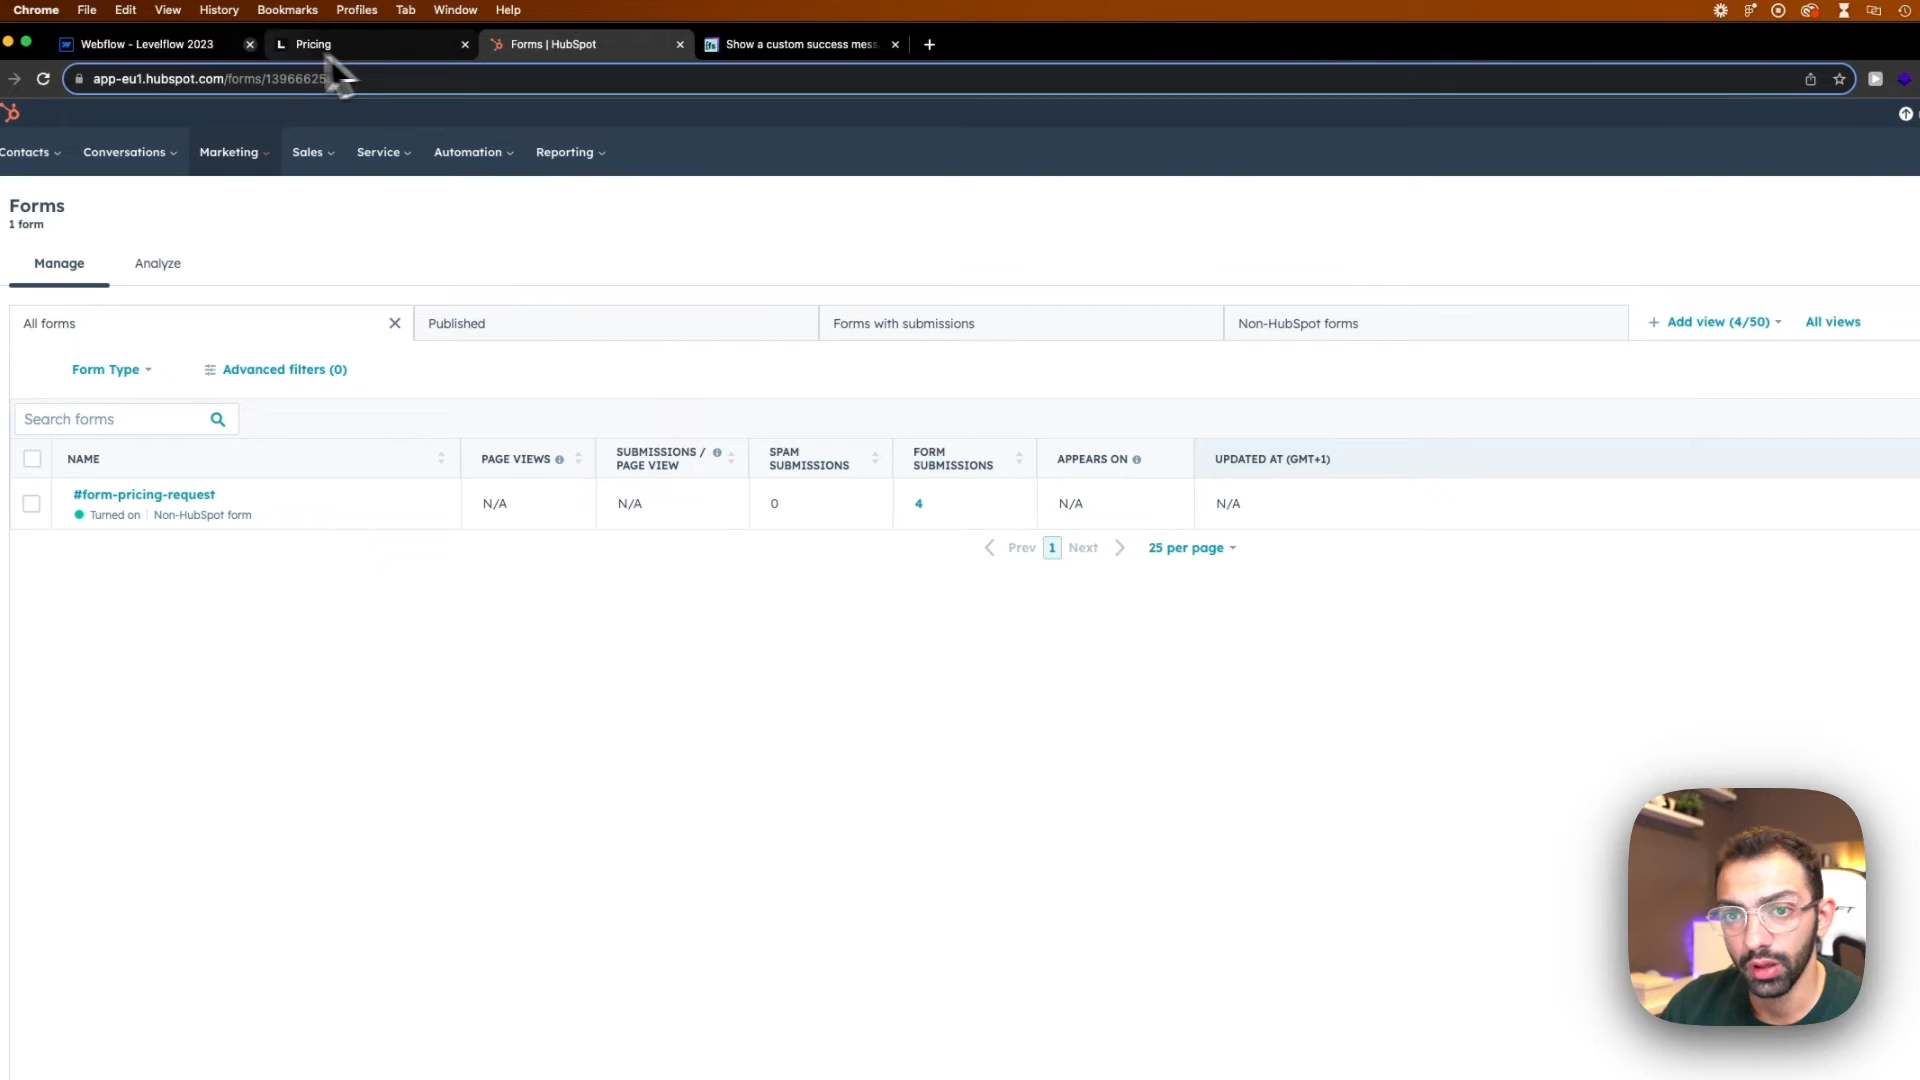 Chrome File Edit View History Bookmarks Profiles Tab Window Help
Webflow - Levelflow 2023
L Pricing
Forms | HubSpot
Show a custom success mess
app-eu1.hubspot.com/forms/13966625
Contacts Conversations Marketing Sales Service Automation Reporting
Forms
1 form
Manage Analyze
All forms Published Forms with submissions Non-HubSpot forms + Add view (4/50) All views
Form Type Advanced filters (0)
Search forms
NAME PAGE VIEWS SUBMISSIONS / PAGE VIEW SPAM SUBMISSIONS FORM SUBMISSIONS APPEARS ON UPDATED AT (GMT+1)
#form-pricing-request N/A N/A 0 4 N/A N/A
Turned on Non-HubSpot form
Prev 1 Next 25 per page